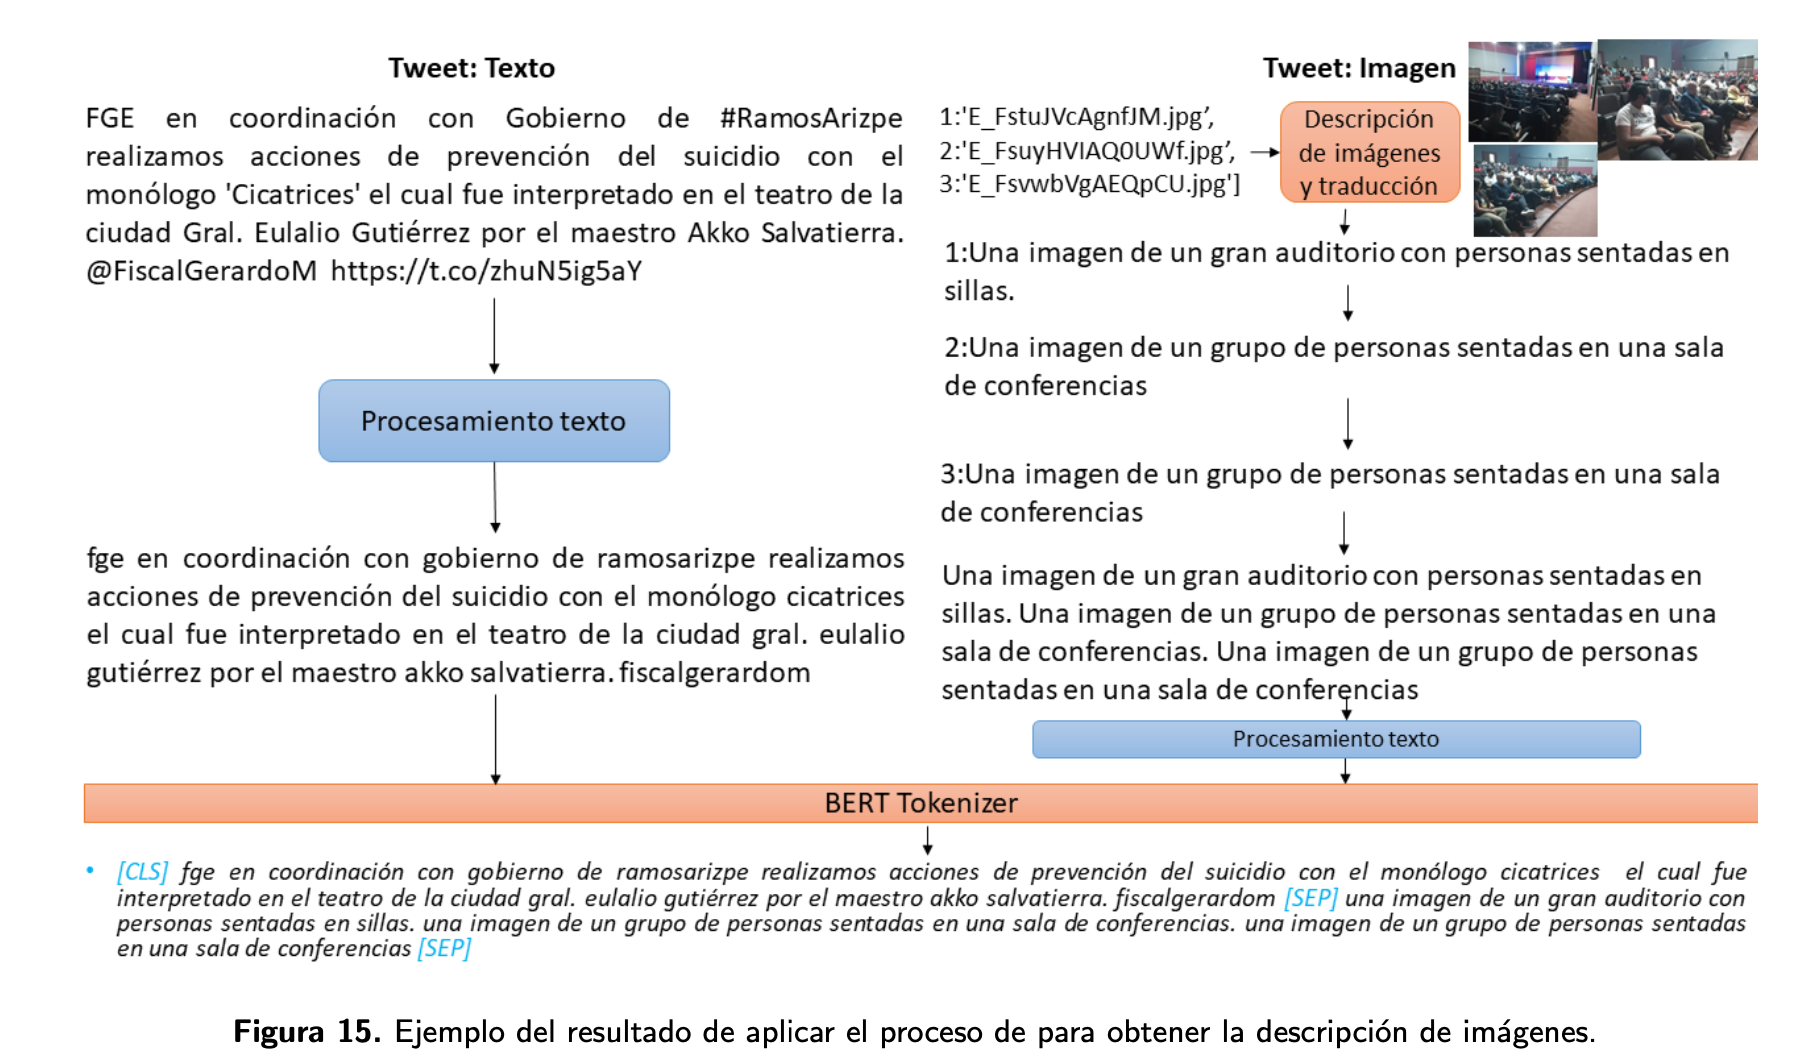 Tweet: Texto
FGE en coordinación con Gobierno de #RamosArizpe
realizamos acciones de prevención del suicidio con el
monólogo 'Cicatrices' el cual fue interpretado en el teatro de la
ciudad Gral. Eulalio Gutiérrez por el maestro Akko Salvatierra.
@FiscalGerardoM https://t.co/zhuN5ig5aY
Procesamiento texto
fge en coordinación con gobierno de ramosarizpe realizamos
acciones de prevención del suicidio con el monólogo cicatrices
el cual fue interpretado en el teatro de la ciudad gral. eulalio
gutiérrez por el maestro akko salvatierra. fiscalgerardom
Tweet: Imagen
1:'E_FstuJVcAgnfJM.jpg’,
2:'E_FsuyHVIAQ0UWf.jpg’,
3:'E_FsvwbVgAEQpCU.jpg']
Descripción
de imágenes
y traducción
1:Una imagen de un gran auditorio con personas sentadas en
sillas.
2:Una imagen de un grupo de personas sentadas en una sala
de conferencias
3:Una imagen de un grupo de personas sentadas en una sala
de conferencias
Una imagen de un gran auditorio con personas sentadas en
sillas. Una imagen de un grupo de personas sentadas en una
sala de conferencias. Una imagen de un grupo de personas
sentadas en una sala de conferencias
Procesamiento texto
BERT Tokenizer
• [CLS] fge en coordinación con gobierno de ramosarizpe realizamos acciones de prevención del suicidio con el monólogo cicatrices el cual fue
interpretado en el teatro de la ciudad gral. eulalio gutiérrez por el maestro akko salvatierra. fiscalgerardom [SEP] una imagen de un gran auditorio con
personas sentadas en sillas. una imagen de un grupo de personas sentadas en una sala de conferencias. una imagen de un grupo de personas sentadas
en una sala de conferencias [SEP]
Figura 15. Ejemplo del resultado de aplicar el proceso de para obtener la descripción de imágenes.